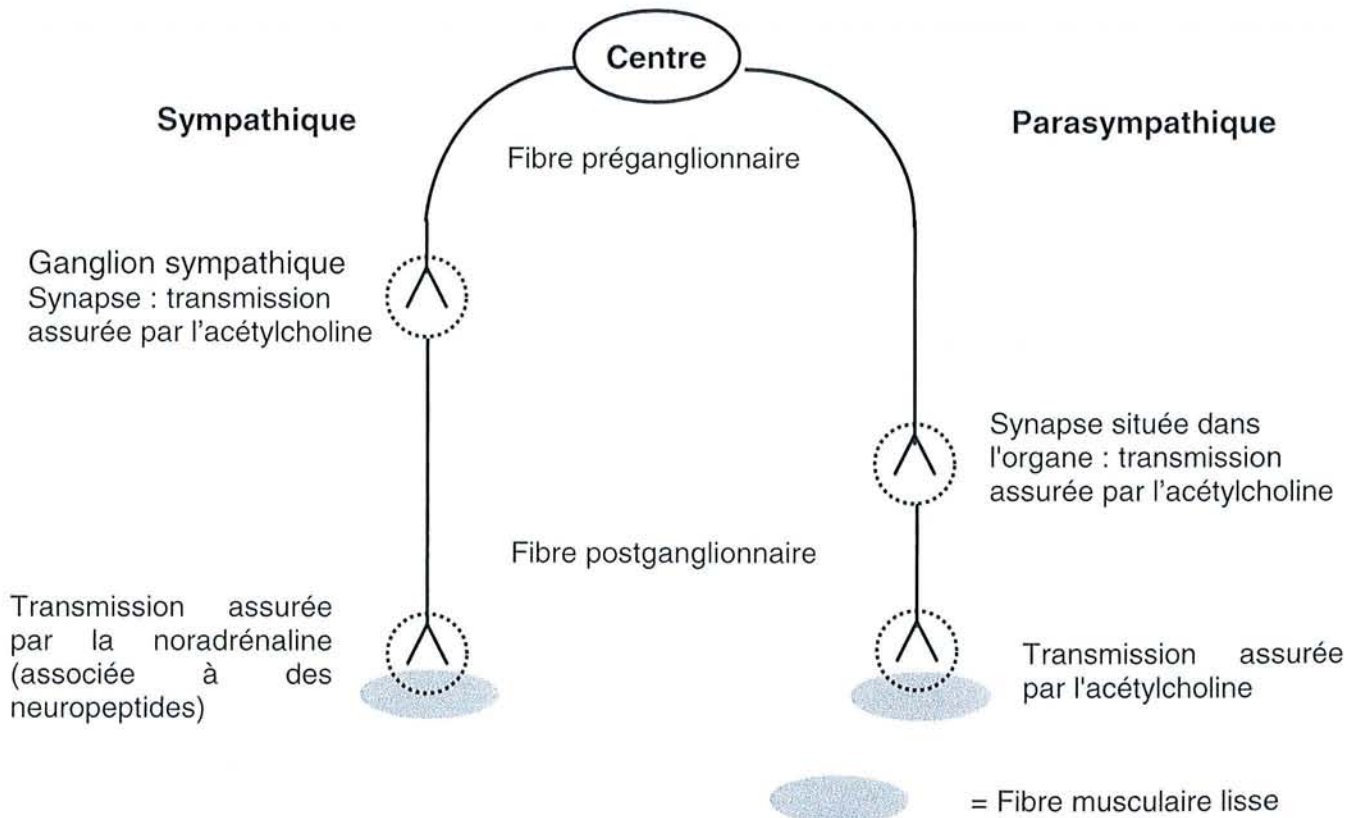 Centre
Sympathique
Parasympathique
Fibre préganglionnaire
Ganglion sympathique
Synapse : transmission
assurée par l'acétylcholine
Synapse située dans
l'organe : transmission
assurée par l'acétylcholine
Fibre postganglionnaire
Transmission assurée
par la noradrénaline
(associée à des
neuropeptides)
Transmission assurée
par l'acétylcholine
= Fibre musculaire lisse